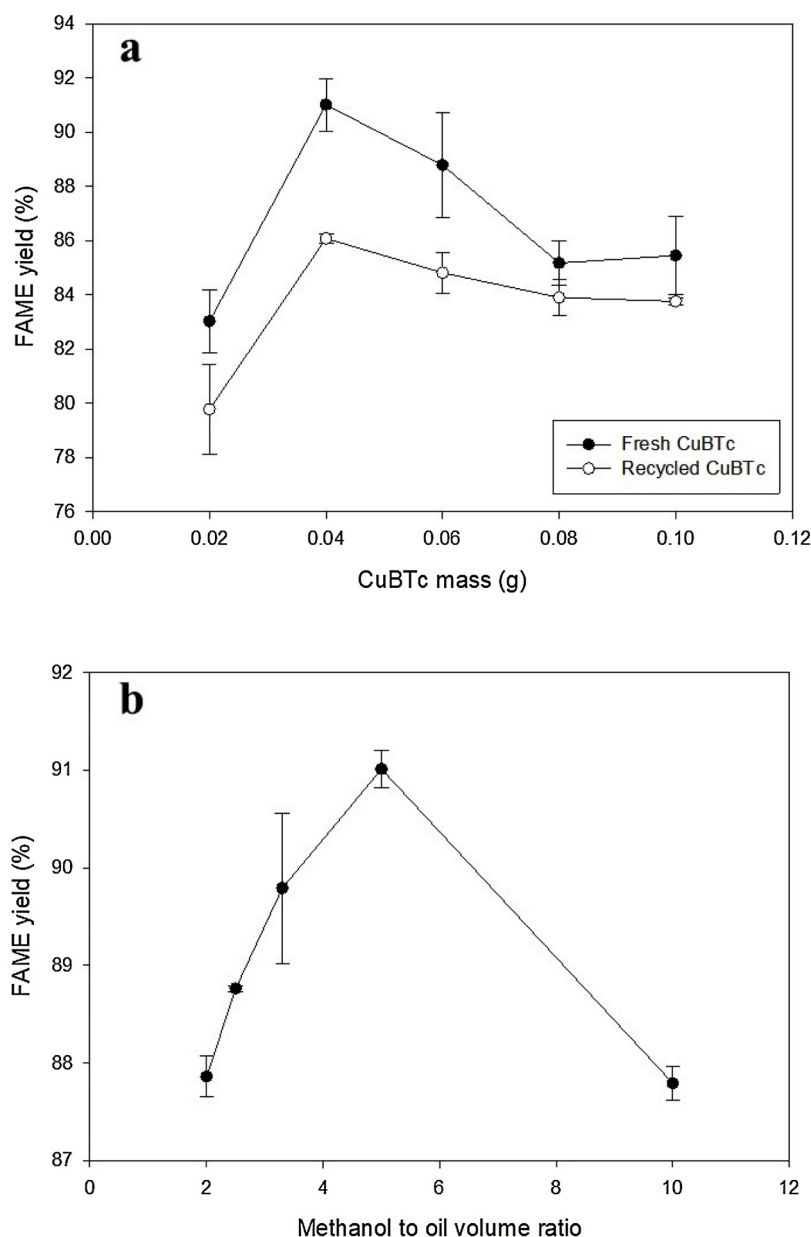 a
94
92
90
88
86
84
82
80
78
76
FAME yield (%)
Fresh CuBTc
Recycled CuBTc
0.00 0.02 0.04 0.06 0.08 0.10 0.12
CuBTc mass (g)
b
92
91
90
89
88
87
FAME yield (%)
0 2 4 6 8 10 12
Methanol to oil volume ratio